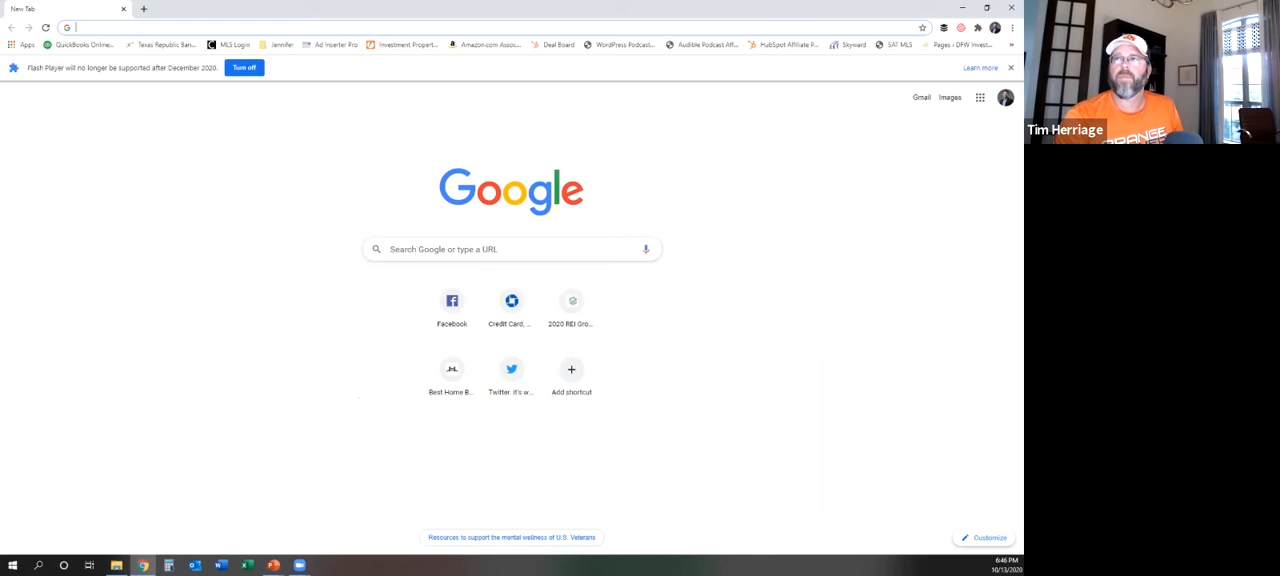 New Tab
Apps QuickBooks Online... Texas Republic Ban... MLS Login Jennifer Ad Inserter Pro Investment Propert... Amazon.com Assoc... Deal Board WordPress Podcast... Audible Podcast Aff... HubSpot Affiliate P... Skyward SAT MLS Pages - DFW Invest...
Flash Player will no longer be supported after December 2020. Turn off Learn more
Gmail Images
Tim Herriage
Google
Search Google or type a URL
Facebook Credit Card, ... 2020 REI Gro...
Best Home B... Twitter. It's w... Add shortcut
Resources to support the mental wellness of U.S. Veterans
Customize
6:46 PM
10/13/2020